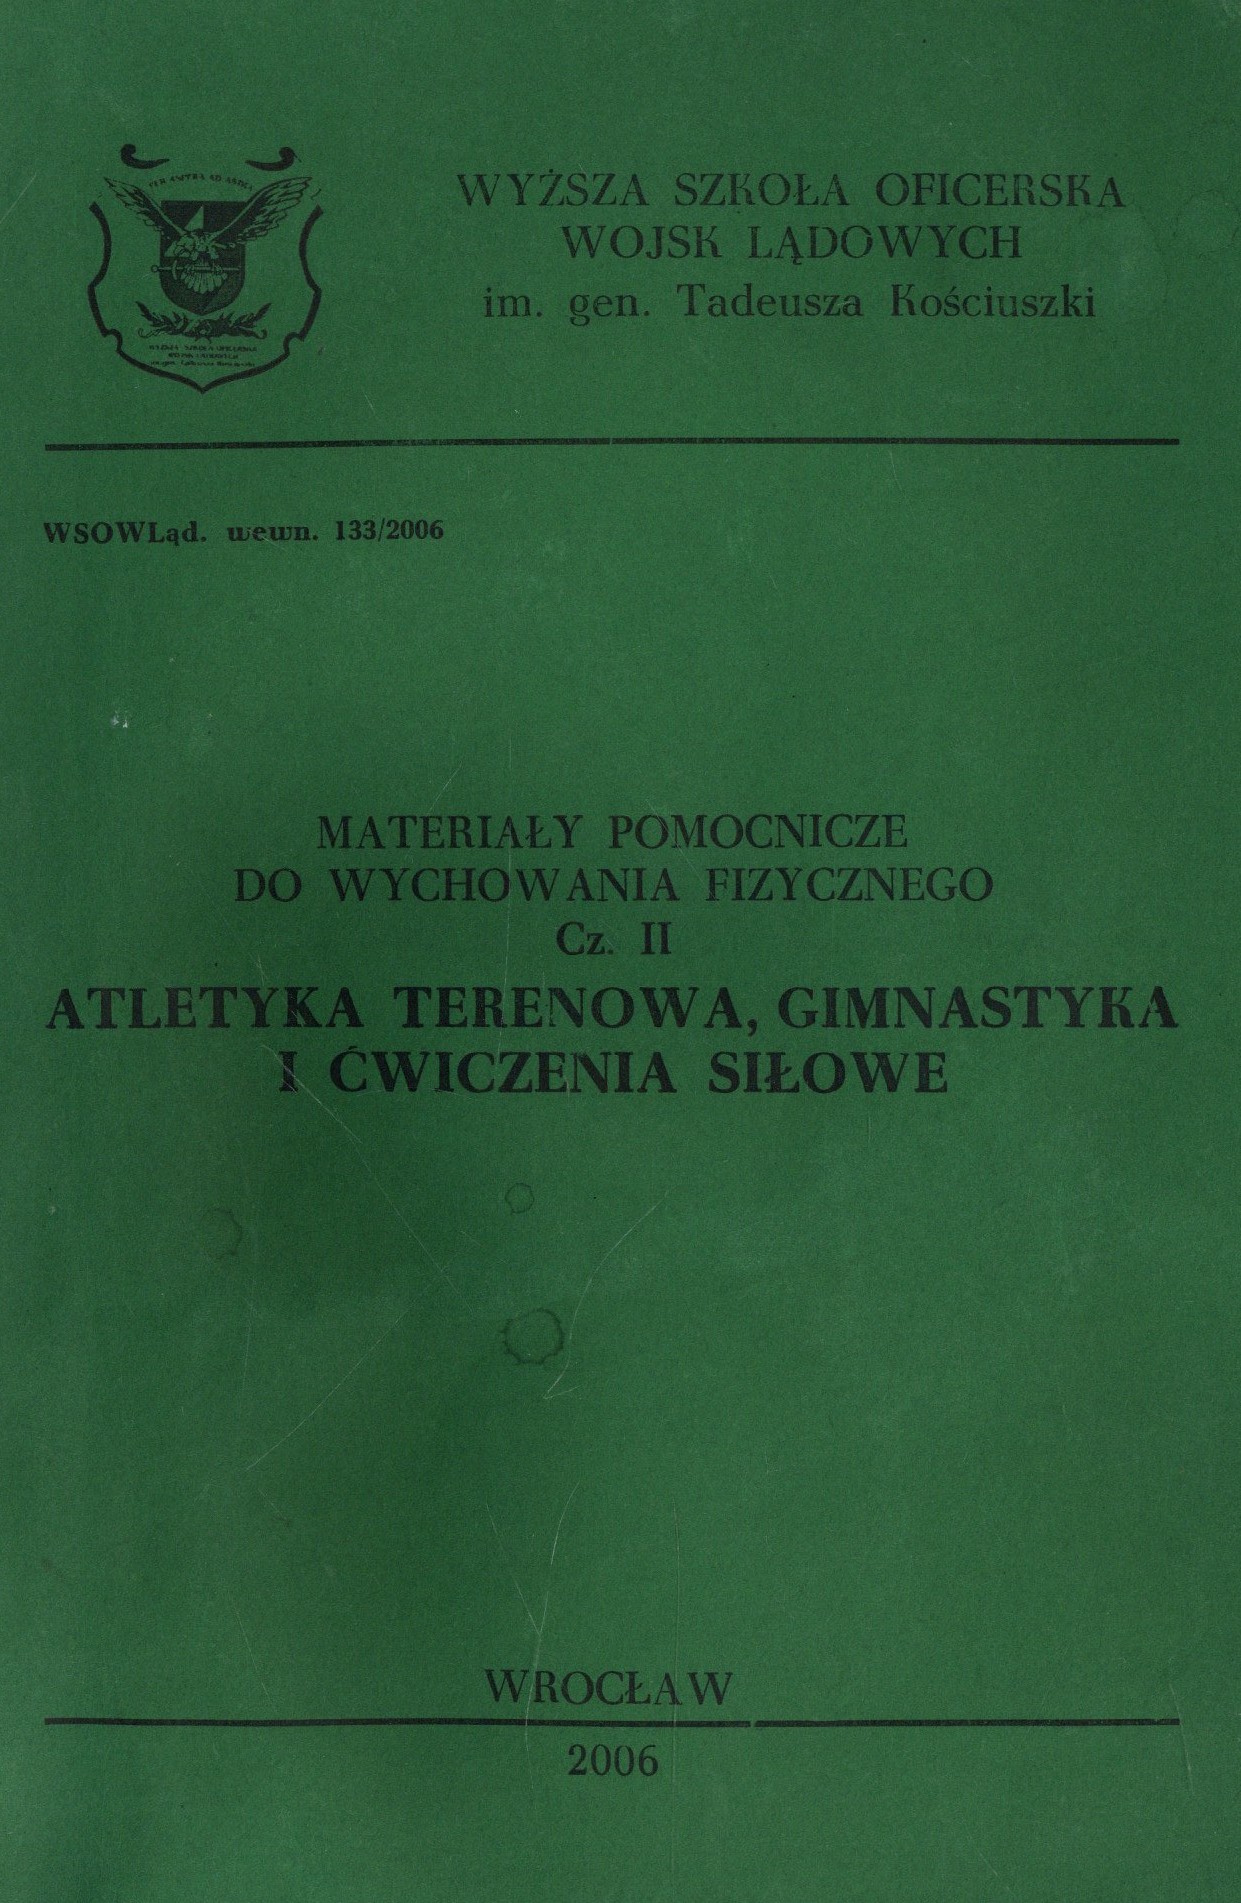 WYŻSZA SZKOŁA OFICERSKA
WOJSK LĄDOWYCH
im. gen. Tadeusza Kościuszki
WSOWLąd. wewn. 133/2006
MATERIAŁY POMOCNICZE
DO WYCHOWANIA FIZYCZNEGO
Cz. II
ATLETYKA TERENOWA, GIMNASTYKA
I ĆWICZENIA SIŁOWE
WROCŁAW
2006